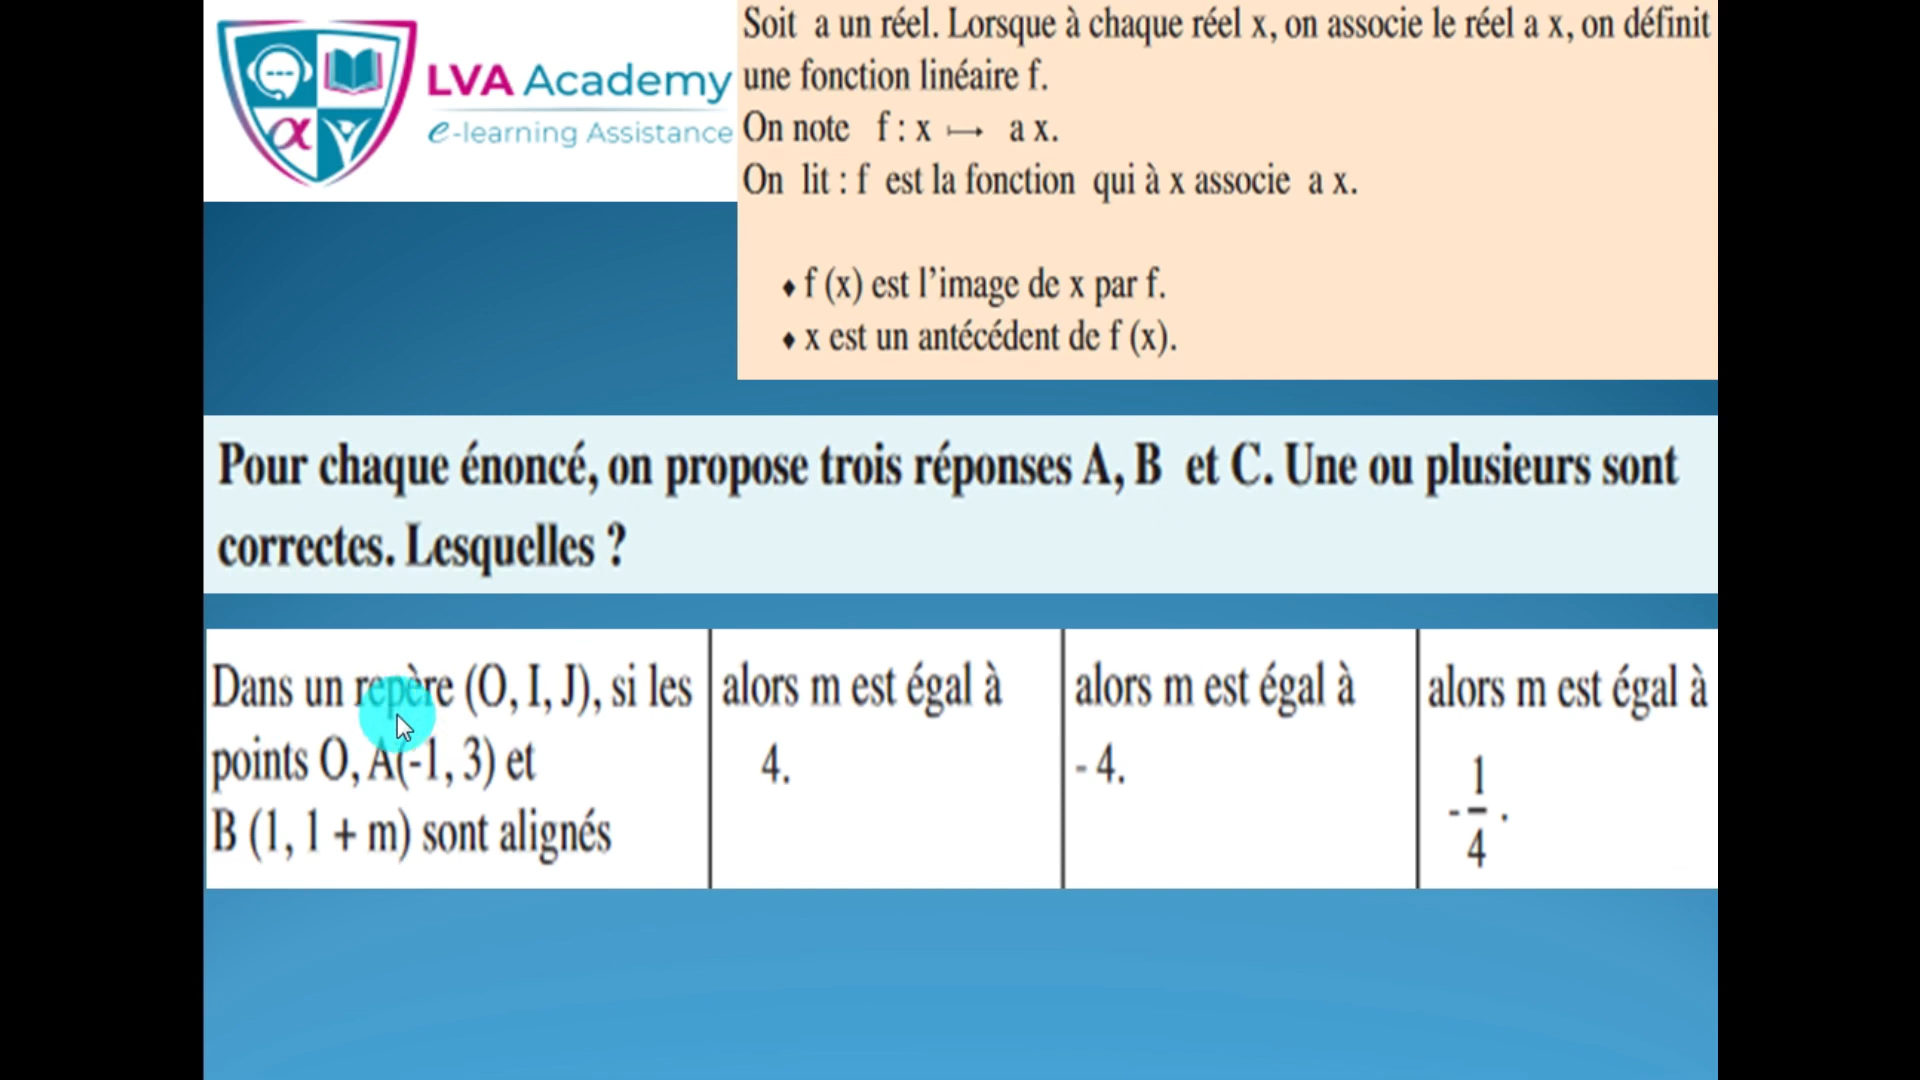 LVA Academy
e-learning Assistance
α
Soit a un réel. Lorsque à chaque réel x, on associe le réel a x, on définit
une fonction linéaire f.
On note f : x ⟼ a x.
On lit : f est la fonction qui à x associe a x.
♦ f (x) est l’image de x par f.
♦ x est un antécédent de f (x).
Pour chaque énoncé, on propose trois réponses A, B et C. Une ou plusieurs sont
correctes. Lesquelles ?
Dans un repère (O, I, J), si les
points O, A(-1, 3) et
B (1, 1 + m) sont alignés
alors m est égal à
4.
alors m est égal à
- 4.
alors m est égal à
-1/4 .